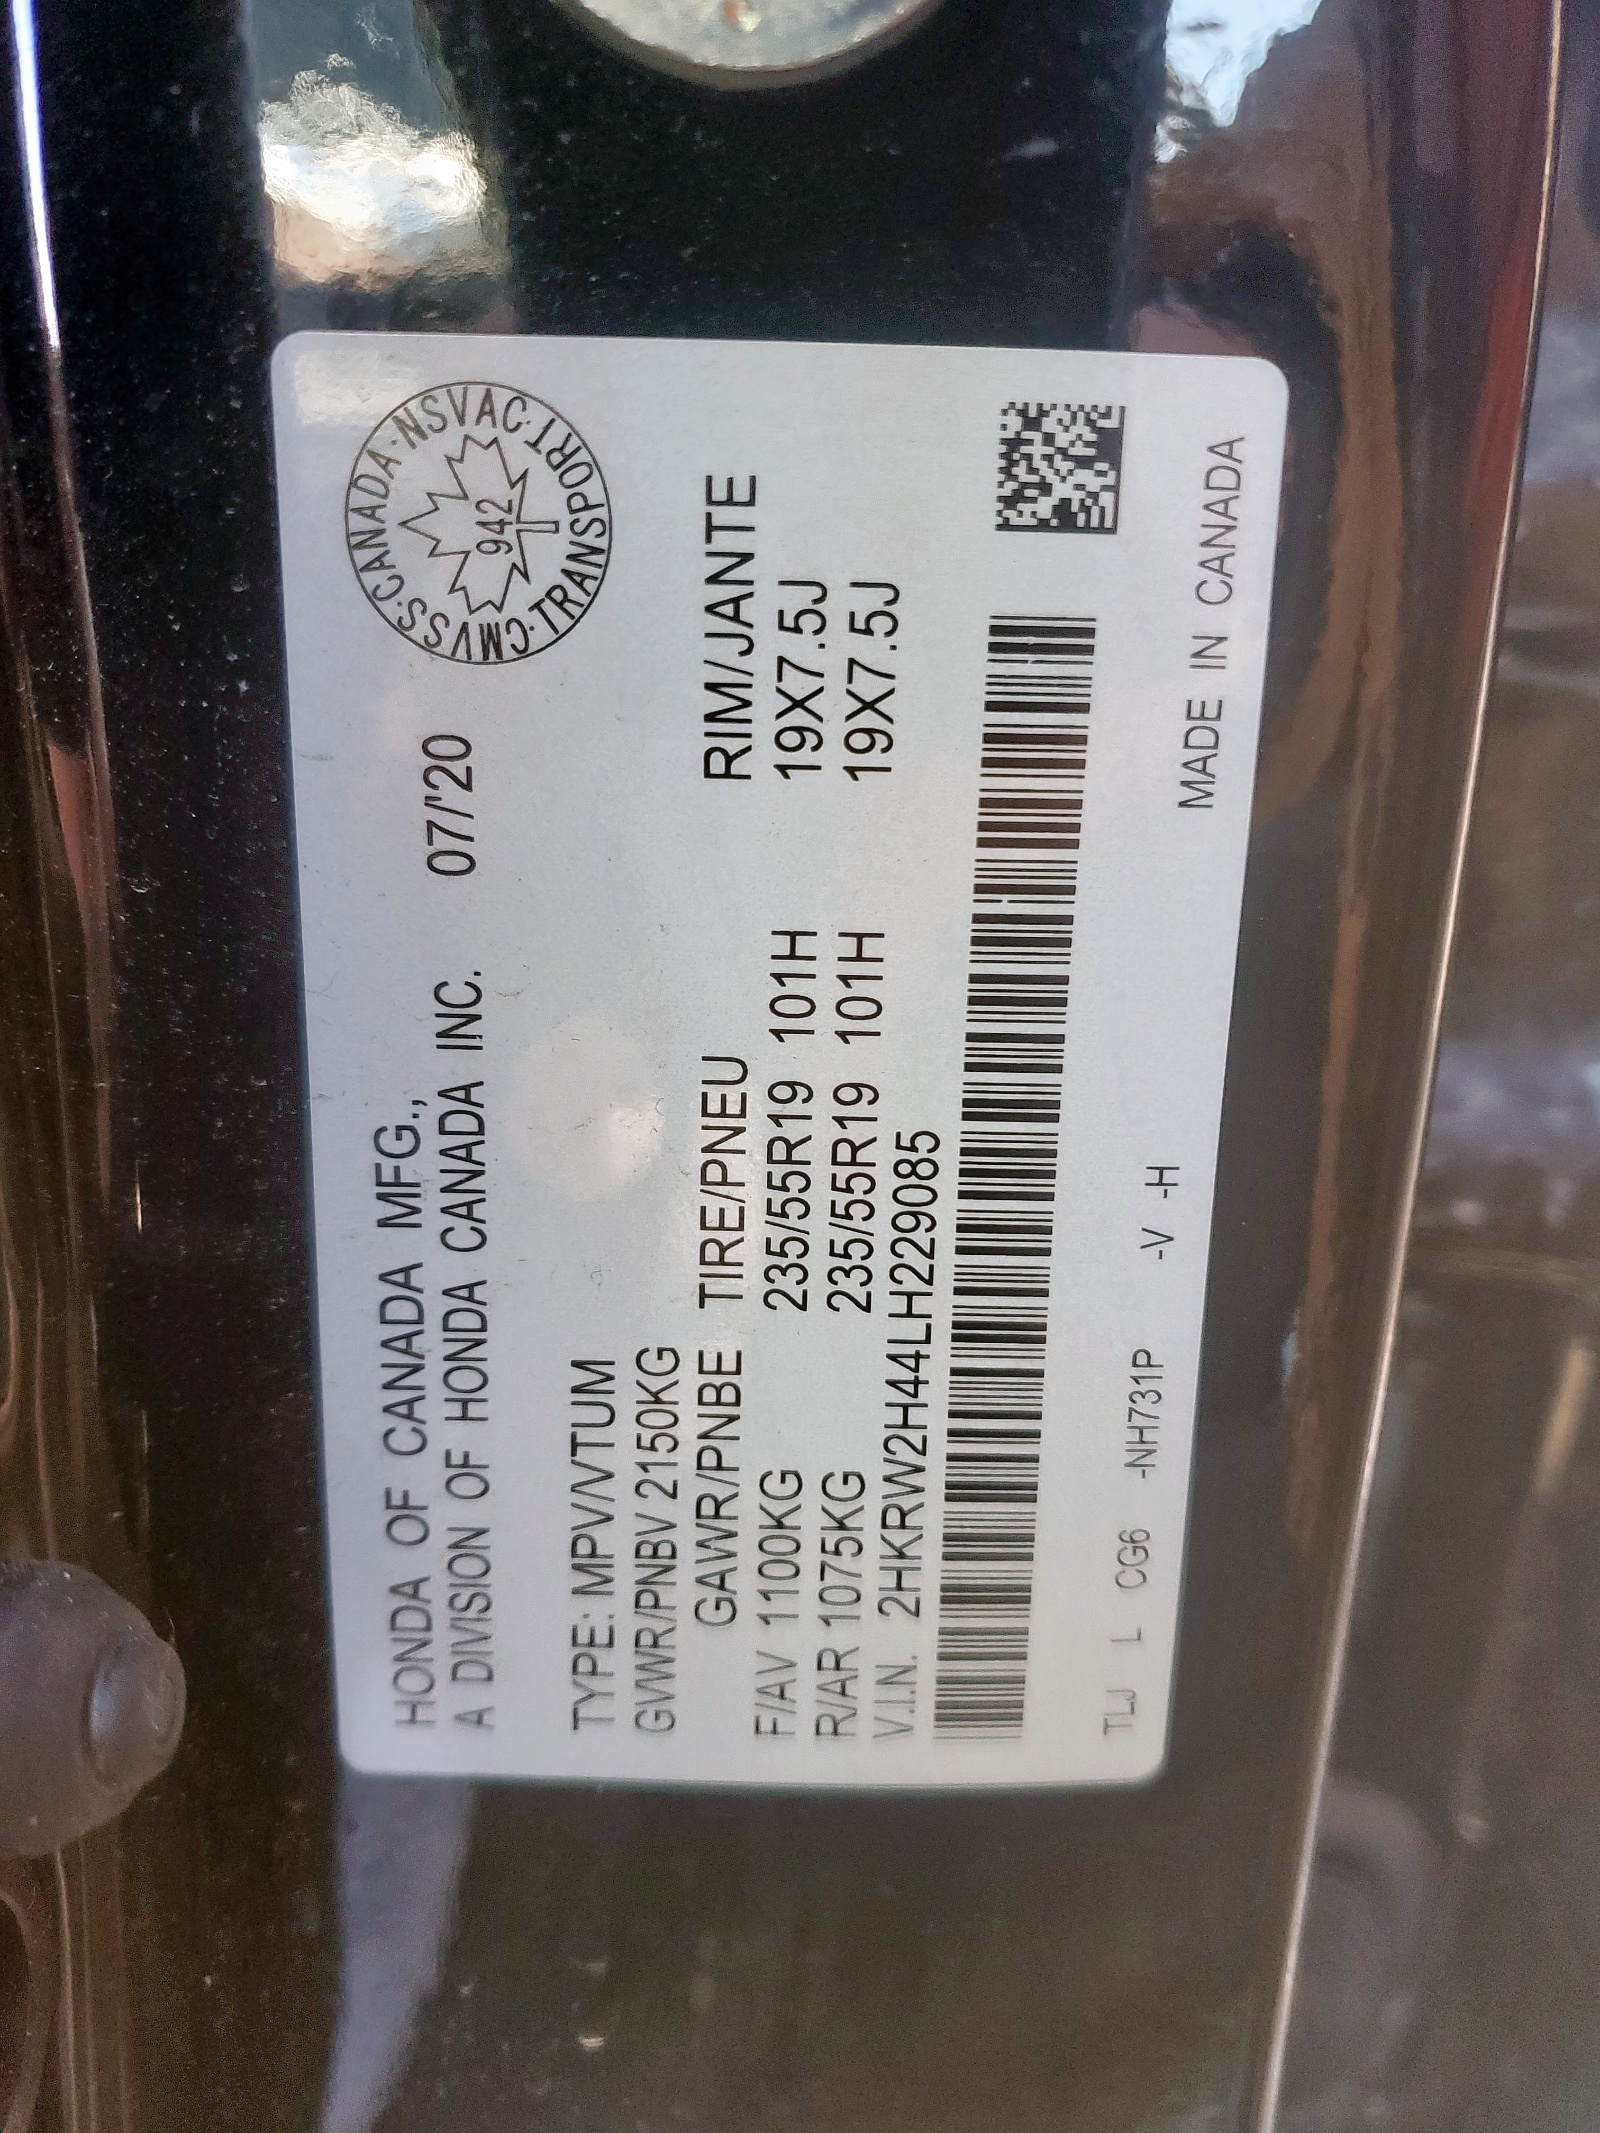 HONDA OF CANADA MFG.,
A DIVISION OF HONDA CANADA INC. 07/'20
CMVSS·CANADA·NSVAC·TRANSPORT·
942
TYPE: MPV/VTUM
GVWR/PNBV 2150KG
GAWR/PNBE TIRE/PNEU RIM/JANTE
F/AV 1100KG 235/55R19 101H 19X7.5J
R/AR 1075KG 235/55R19 101H 19X7.5J
V.I.N. 2HKRW2H44LH229085
TLJ L CG6 -NH731P -V -H MADE IN CANADA